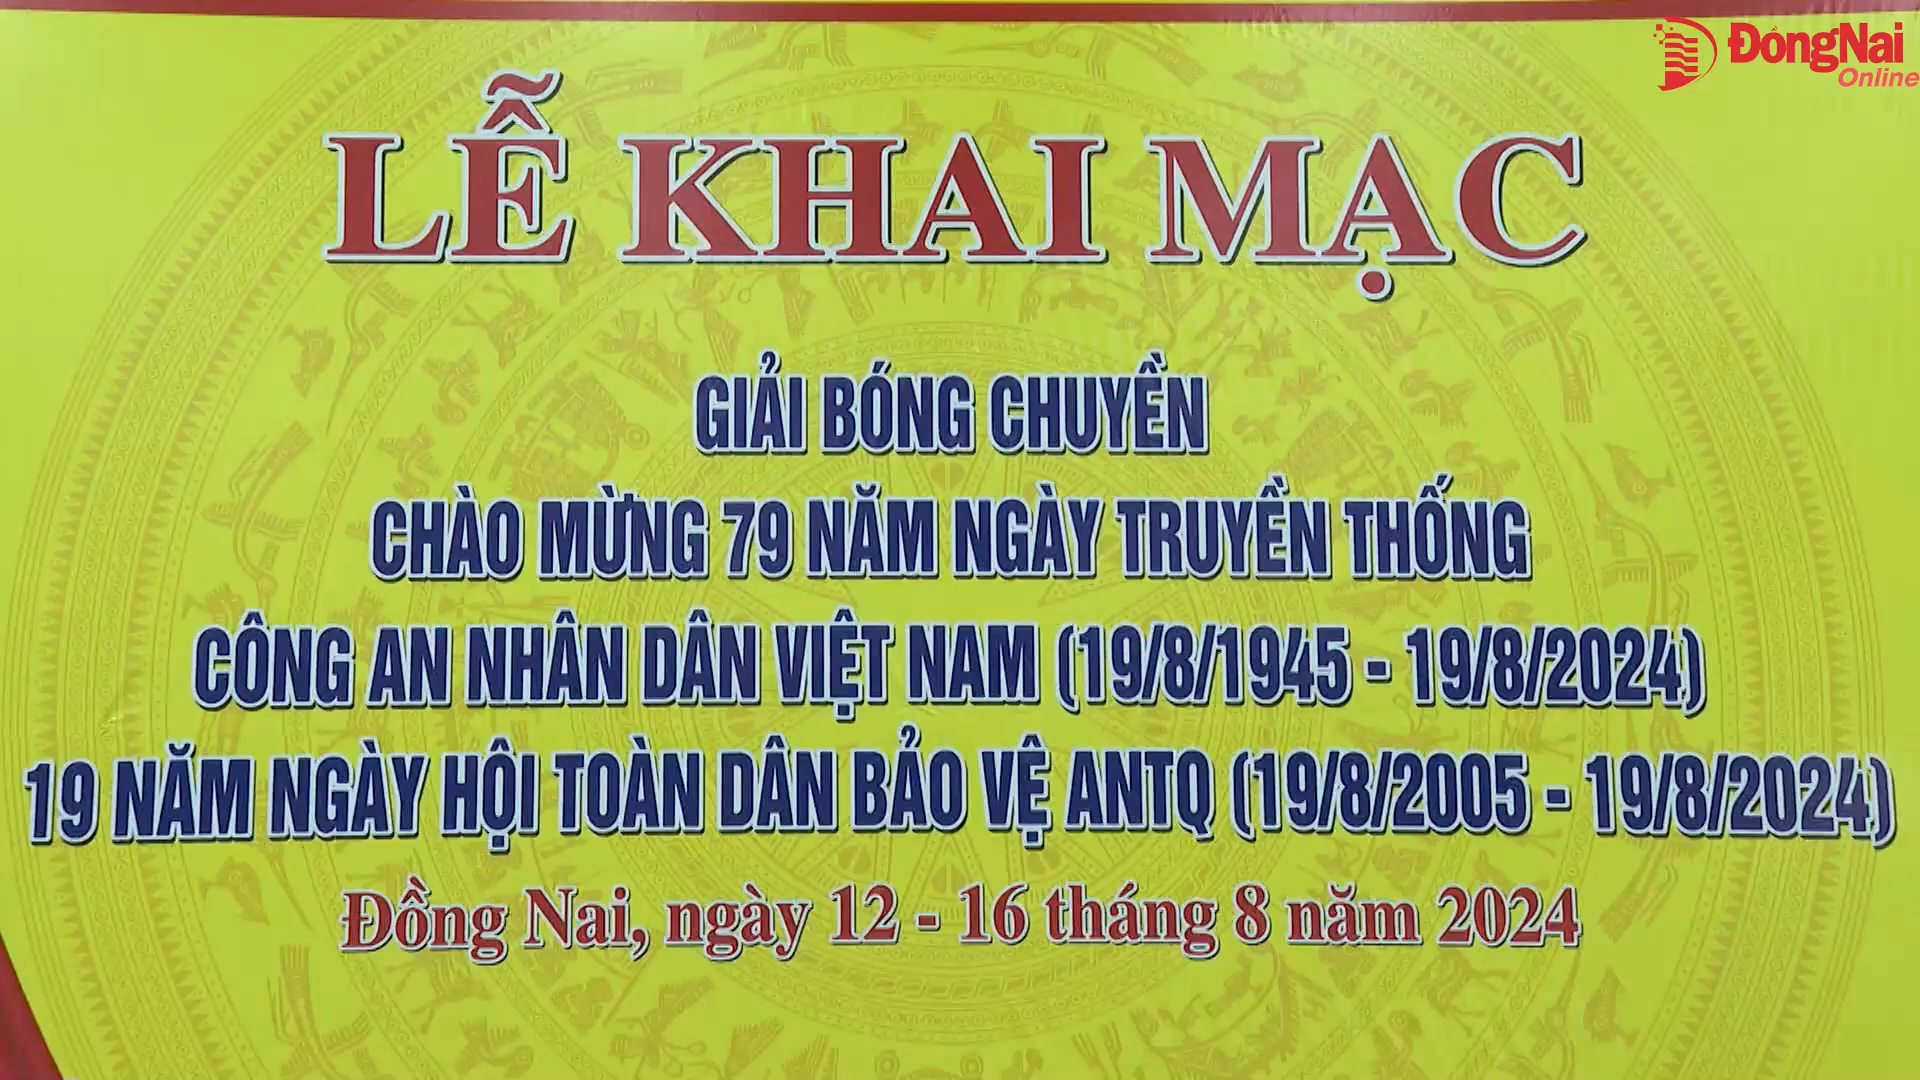 ĐồngNai
Online
LỄ KHAI MẠC
GIẢI BÓNG CHUYỀN
CHÀO MỪNG 79 NĂM NGÀY TRUYỀN THỐNG
CÔNG AN NHÂN DÂN VIỆT NAM (19/8/1945 - 19/8/2024)
19 NĂM NGÀY HỘI TOÀN DÂN BẢO VỆ ANTQ (19/8/2005 - 19/8/2024)
Đồng Nai, ngày 12 - 16 tháng 8 năm 2024